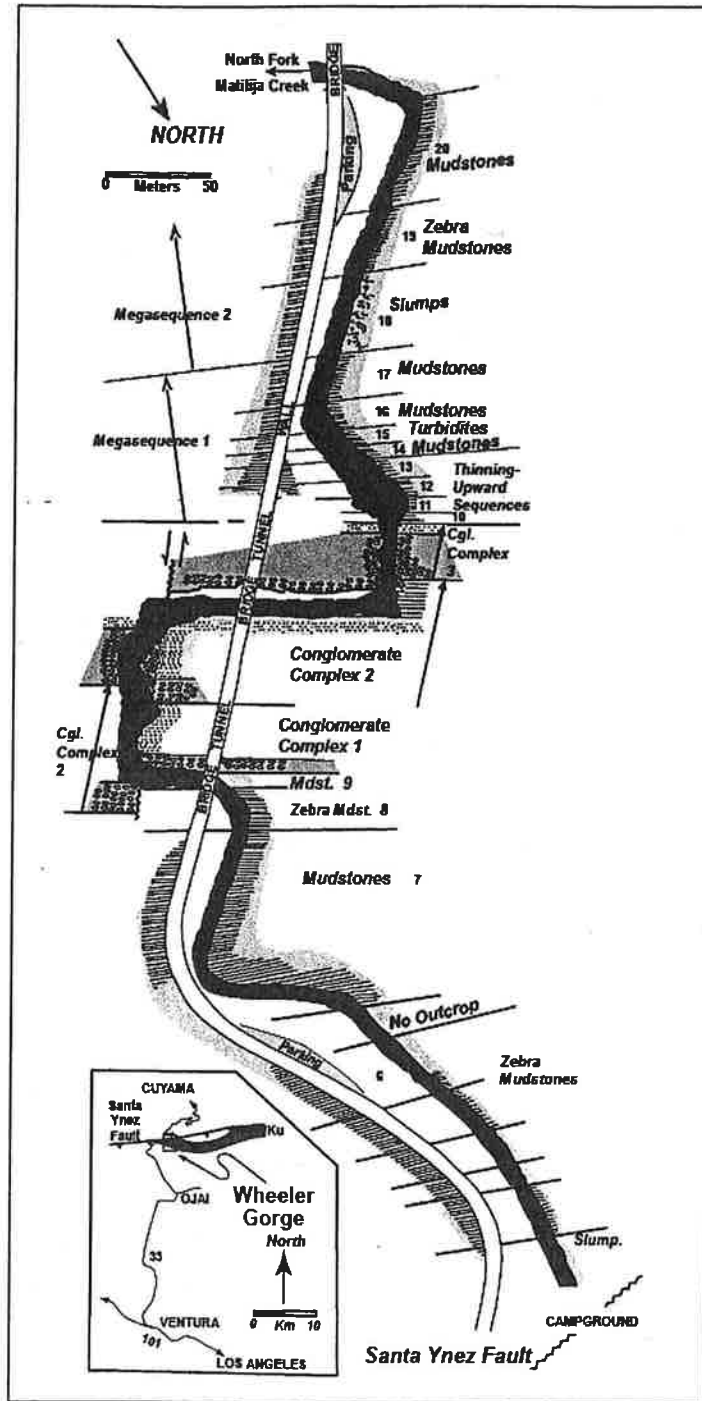 North Fork
Matilija Creek
BRIDGE
NORTH
0 Meters 50
Parking
20
Mudstones
19 Zebra
Mudstones
Slumps
18
Megasequence 2
17 Mudstones
16 Mudstones
Turbidites
15
14 Mudstones
Megasequence 1
13 Thinning-
12 Upward
11 Sequences
10
Cgl.
Complex
3
TUNNEL
BRIDGE
Conglomerate
Complex 2
TUNNEL
Conglomerate
Complex 1
Cgl.
Complex
2
BRIDGE
Mdst. 9
Zebra Mdst. 8
Mudstones 7
No Outcrop
Parking
6
Zebra
Mudstones
Slump.
CAMPGROUND
Santa Ynez Fault
CUYAMA
Santa
Ynez
Fault
Ku
Wheeler
Gorge
OJAI
North
33
0 Km 10
VENTURA
101
LOS ANGELES